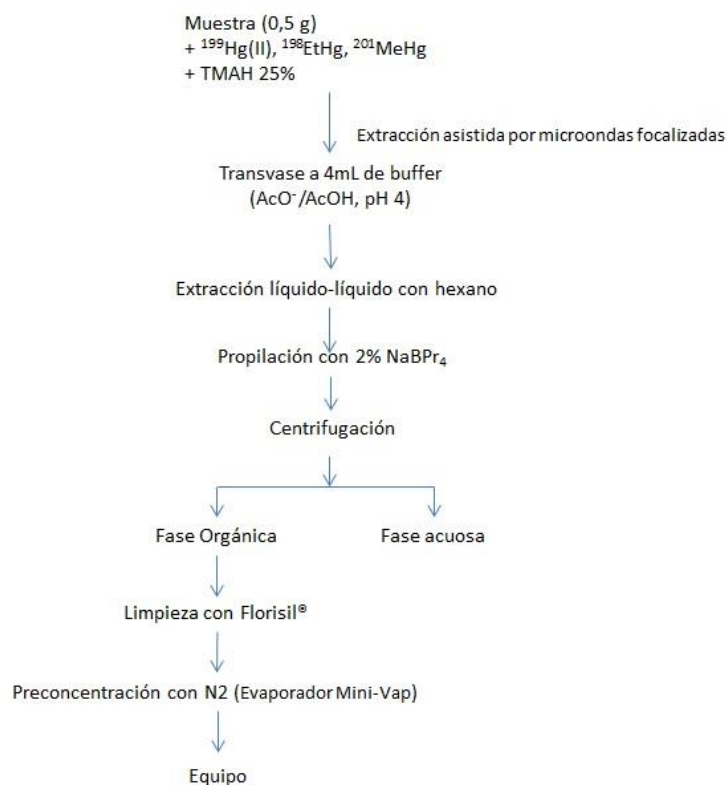 Muestra (0,5 g)
+ ¹⁹⁹Hg(II), ¹⁹⁸EtHg, ²⁰¹MeHg
+ TMAH 25%
Extracción asistida por microondas focalizadas
Transvase a 4mL de buffer
(AcO⁻/AcOH, pH 4)
Extracción líquido-líquido con hexano
Propilación con 2% NaBPr₄
Centrifugación
Fase Orgánica Fase acuosa
Limpieza con Florisil®
Preconcentración con N2 (Evaporador Mini-Vap)
Equipo